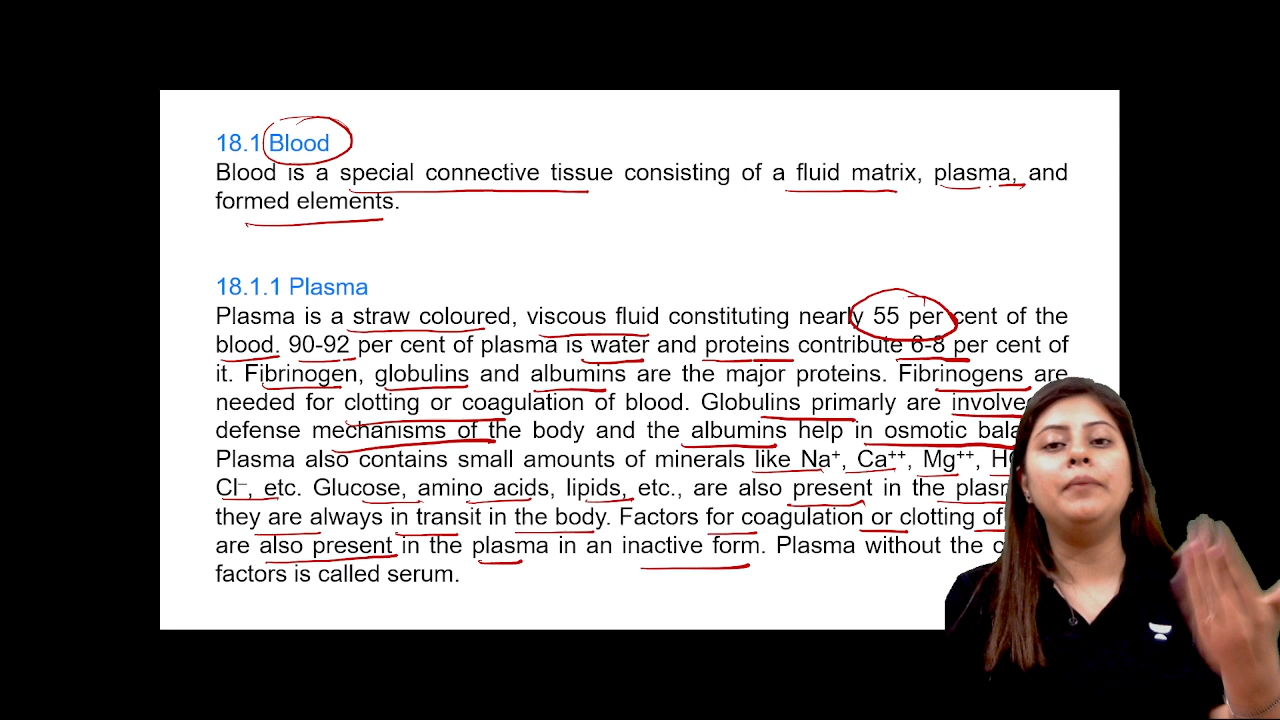 18.1 Blood
Blood is a special connective tissue consisting of a fluid matrix, plasma, and
formed elements.
18.1.1 Plasma
Plasma is a straw coloured, viscous fluid constituting nearly 55 per cent of the
blood. 90-92 per cent of plasma is water and proteins contribute 6-8 per cent of
it. Fibrinogen, globulins and albumins are the major proteins. Fibrinogens are
needed for clotting or coagulation of blood. Globulins primarly are
defense mechanisms of the body and the albumins help in osmotic
Plasma also contains small amounts of minerals like Na⁺, Ca⁺⁺, Mg⁺⁺,
Cl⁻, etc. Glucose, amino acids, lipids, etc., are also present in the
they are always in transit in the body. Factors for coagulation or clotting of
are also present in the plasma in an inactive form. Plasma without the
factors is called serum.